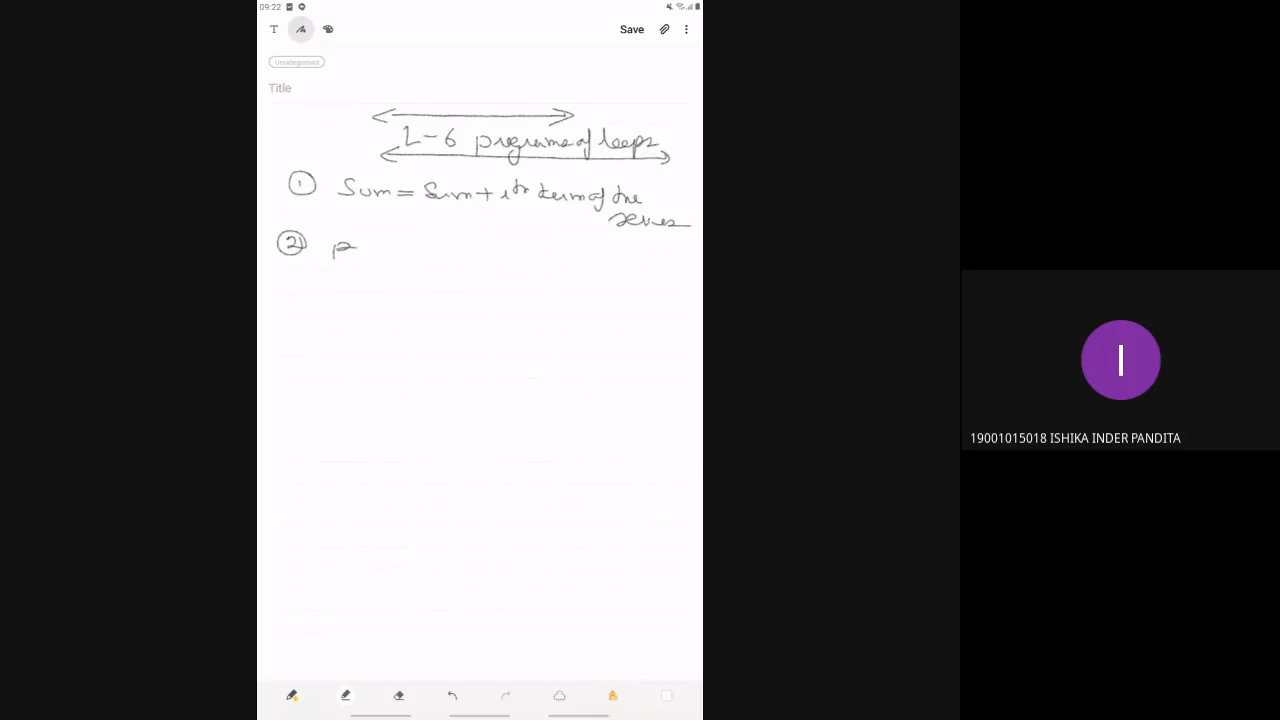 09:22
T
Save
Uncategorised
Title
L-6 programs of loops
① Sum = Sum + ith term of the
series
② p
I
19001015018 ISHIKA INDER PANDITA